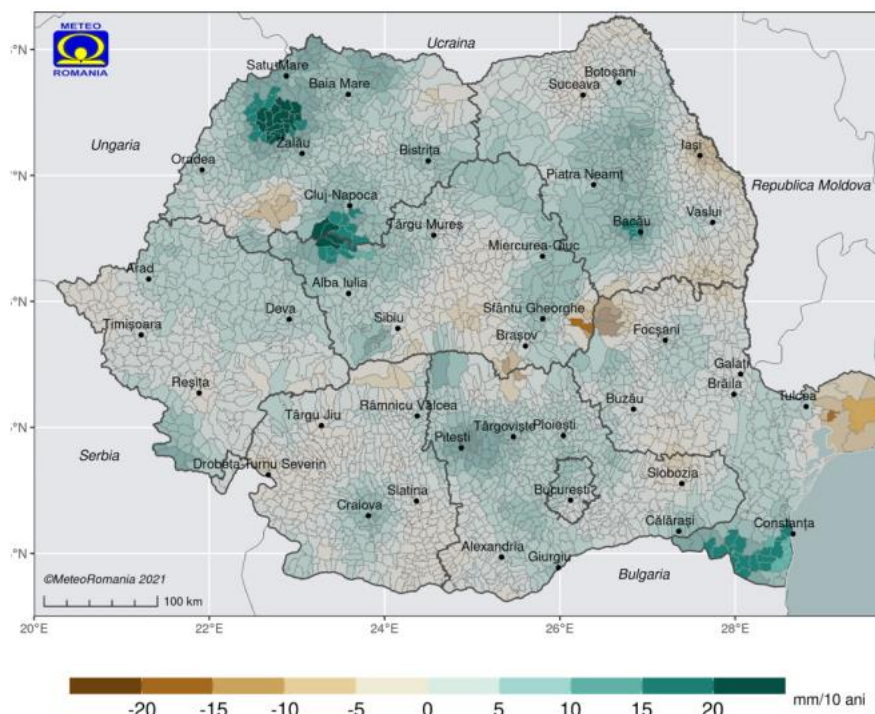 METEO
ROMANIA
Ucraina
Satu Mare
Baia Mare
Botoșani
Suceava
Ungaria
Zalău
Iași
Oradea
Bistrița
Republica Moldova
Piatra Neamț
Cluj-Napoca
Târgu Mureș
Bacău
Vaslui
Miercurea-Ciuc
Arad
Alba Iulia
Deva
Sibiu
Sfântu Gheorghe
Timișoara
Brașov
Focșani
Galați
Reșița
Brăila
Tulcea
Râmnicu Vâlcea
Buzău
Târgu Jiu
Târgoviște
Ploiești
Pitești
Serbia
Drobeta-Turnu Severin
Slobozia
Slatina
București
Craiova
Călărași
Constanța
Alexandria
Giurgiu
©MeteoRomania 2021
Bulgaria
100 km
20°E
22°E
24°E
26°E
28°E
-20
-15
-10
-5
0
5
10
15
20
mm/10 ani